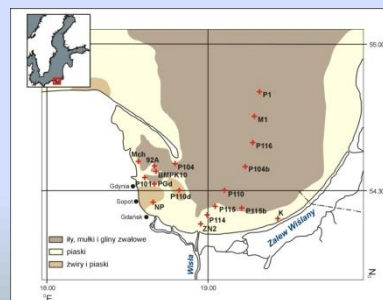 55.00
P1
M1
P116
Mch
92A
P104
P104b
BMPK10
P101
PGd
Gdynia
P110d
P110
54.30
Sopot
NP
P115
P115b
K
Gdańsk
P114
ZN2
Zalew Wiślany
Wisła
iły, mułki i gliny zwałowe
piaski
żwiry i piaski
18.00
19.00
°E
°N